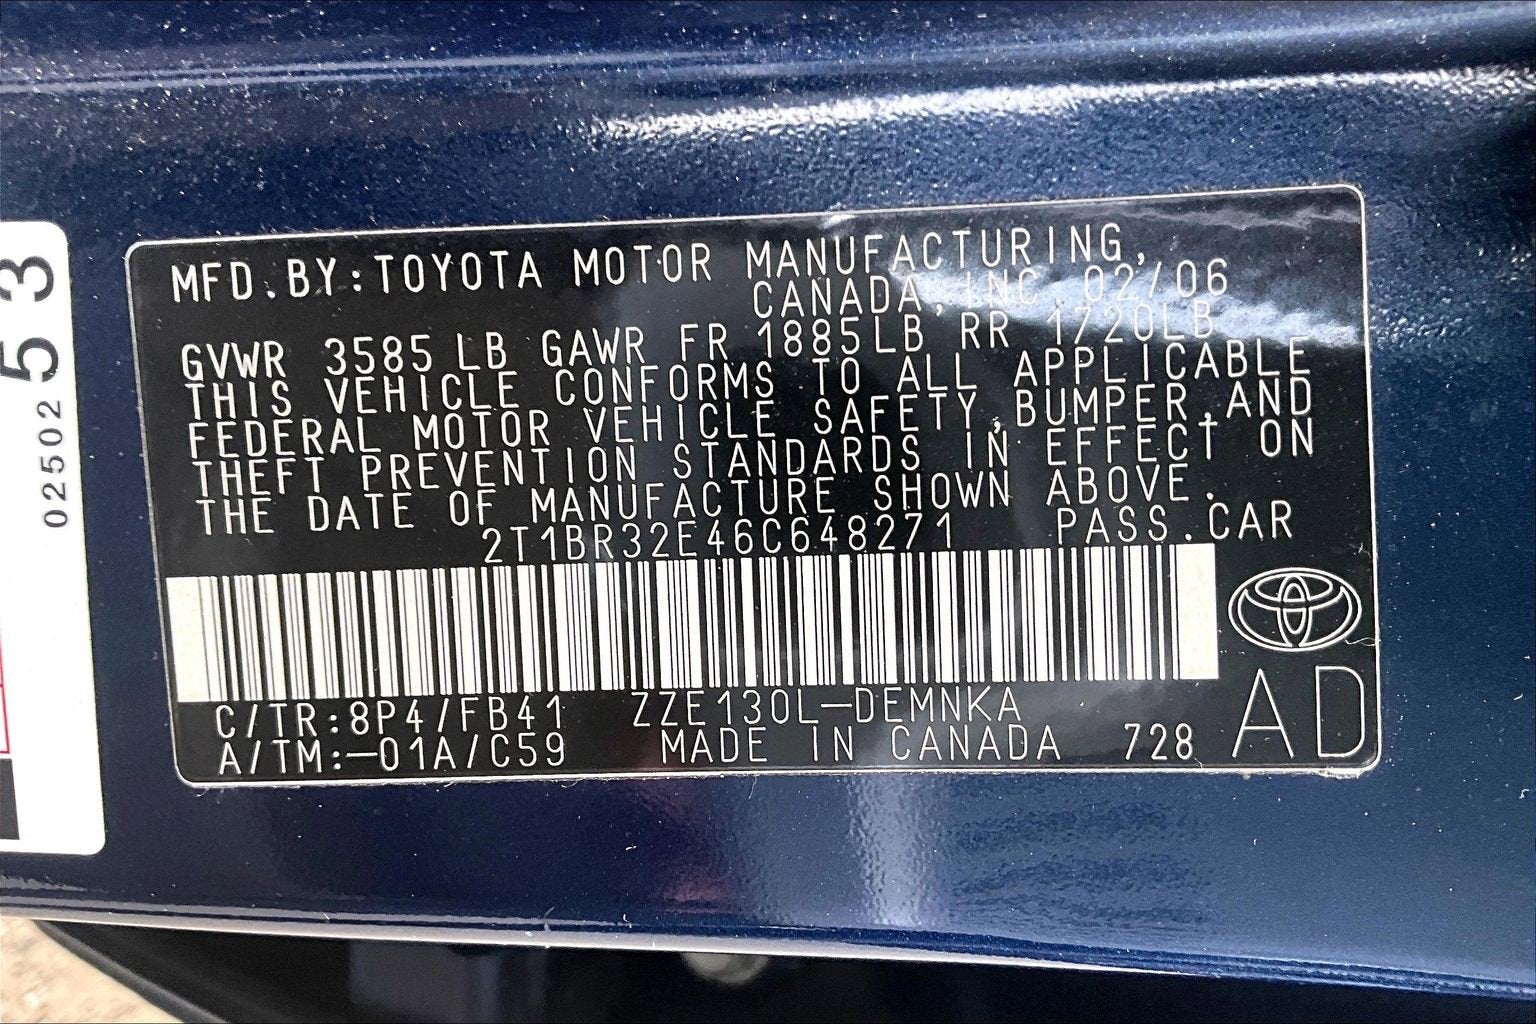 MFD.BY:TOYOTA MOTOR MANUFACTURING,
CANADA,INC. 02/06
GVWR 3585LB GAWR FR 1885LB RR 1720LB
THIS VEHICLE CONFORMS TO ALL APPLICABLE
FEDERAL MOTOR VEHICLE SAFETY,BUMPER,AND
THEFT PREVENTION STANDARDS IN EFFECT ON
THE DATE OF MANUFACTURE SHOWN ABOVE.
2T1BR32E46C648271 PASS.CAR
C/TR:8P4/FB41 ZZE130L-DEMNKA
A/TM:-01A/C59 MADE IN CANADA 728
AD
02502
53